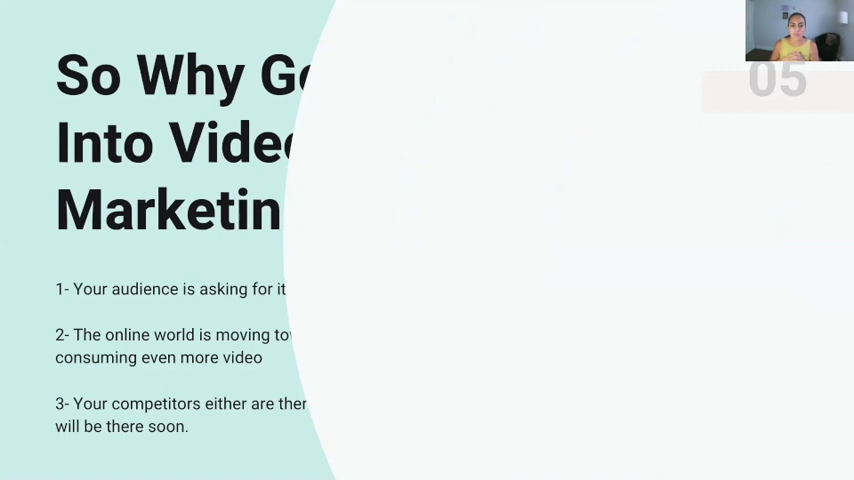 So Why Go
Into Video
Marketin
1- Your audience is asking for it
2- The online world is moving to
consuming even more video
3- Your competitors either are ther
will be there soon.
05